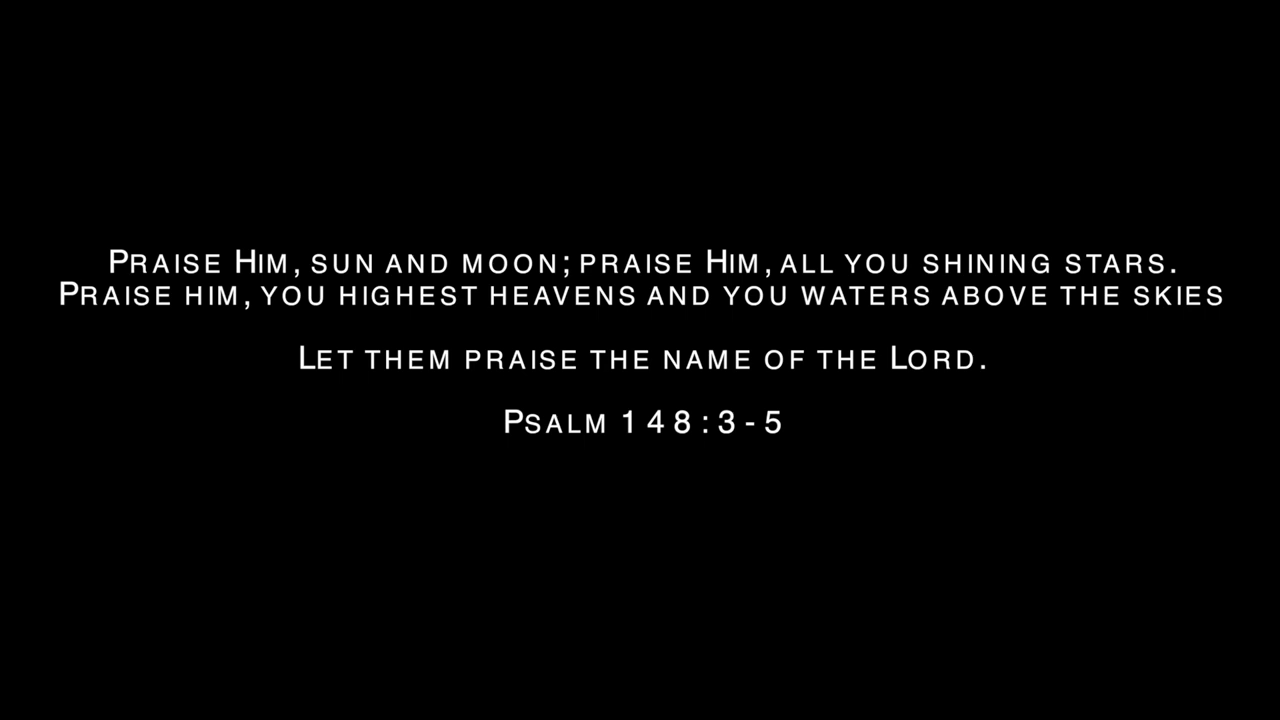 Praise Him, sun and moon; praise Him, all you shining stars.
Praise him, you highest heavens and you waters above the skies
Let them praise the name of the Lord.
Psalm 148:3-5